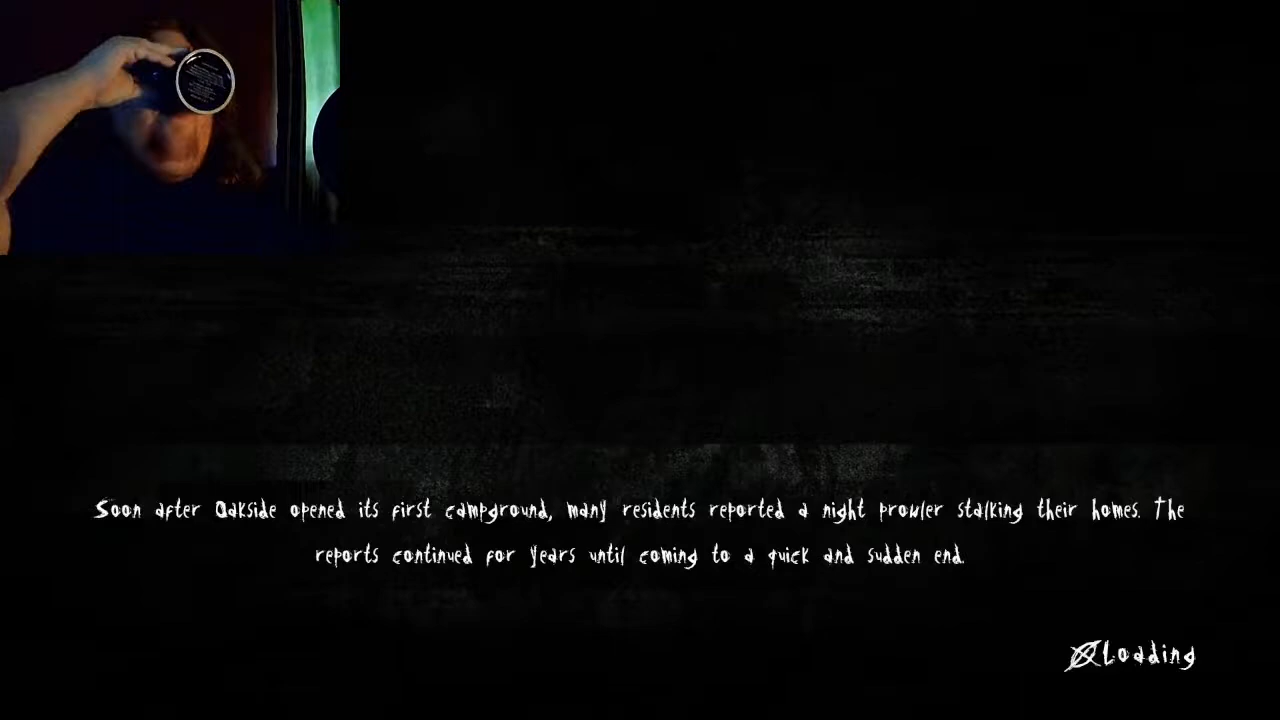 Soon after Oakside opened its first campground, many residents reported a night prowler stalking their homes. The
reports continued for years until coming to a quick and sudden end.
Loading